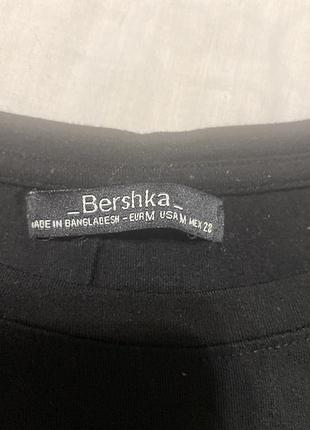 _Bershka_
MADE IN BANGLADESH - EUR M USA M MEX 28